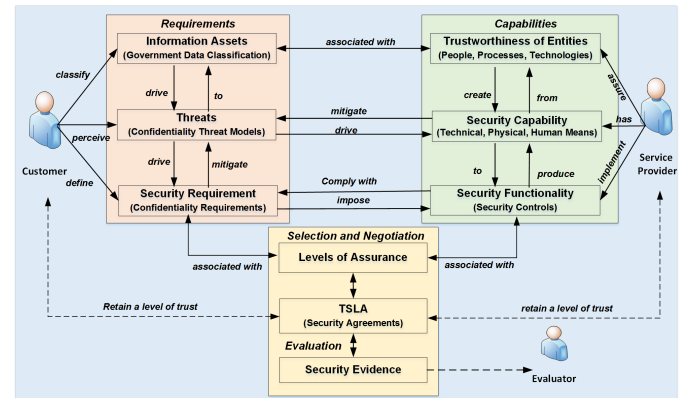 Requirements
Capabilities
Information Assets
(Government Data Classification)
associated with
Trustworthiness of Entities
(People, Processes, Technologies)
classify
assure
drive
to
create
from
Threats
(Confidentiality Threat Models)
mitigate
drive
Security Capability
(Technical, Physical, Human Means)
perceive
has
Customer
Service
Provider
drive
mitigate
to
produce
define
implement
Security Requirement
(Confidentiality Requirements)
Comply with
impose
Security Functionality
(Security Controls)
Selection and Negotiation
Levels of Assurance
associated with
associated with
Retain a level of trust
TSLA
(Security Agreements)
retain a level of trust
Evaluation
Security Evidence
Evaluator